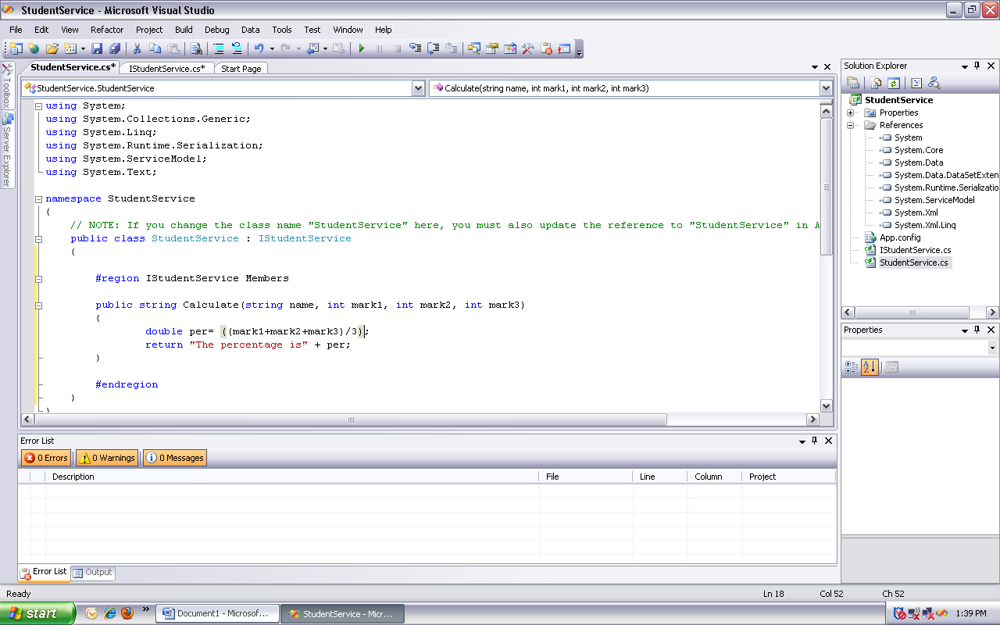 StudentService - Microsoft Visual Studio
File Edit View Refactor Project Build Debug Data Tools Test Window Help
StudentService.cs* IStudentService.cs* Start Page
Toolbox
Server Explorer
StudentService.StudentService
Calculate(string name, int mark1, int mark2, int mark3)
using System;
using System.Collections.Generic;
using System.Linq;
using System.Runtime.Serialization;
using System.ServiceModel;
using System.Text;
namespace StudentService
{
// NOTE: If you change the class name "StudentService" here, you must also update the reference to "StudentService" in A
public class StudentService : IStudentService
{
#region IStudentService Members
public string Calculate(string name, int mark1, int mark2, int mark3)
{
double per= ((mark1+mark2+mark3)/3);
return "The percentage is" + per;
}
#endregion
}
}
Solution Explorer
StudentService
Properties
References
System
System.Core
System.Data
System.Data.DataSetExten
System.Runtime.Serializatio
System.ServiceModel
System.Xml
System.Xml.Linq
App.config
IStudentService.cs
StudentService.cs
Properties
Error List
0 Errors 0 Warnings 0 Messages
Description File Line Column Project
Error List Output
Ready Ln 18 Col 52 Ch 52
start Document1 - Microsof... StudentService - Micr... 1:39 PM